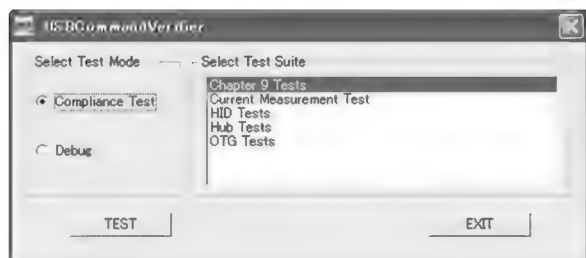 USBCommandVerifier
Select Test Mode
Select Test Suite
Compliance Test
Debug
Chapter 9 Tests
Current Measurement Test
HID Tests
Hub Tests
OTG Tests
TEST
EXIT